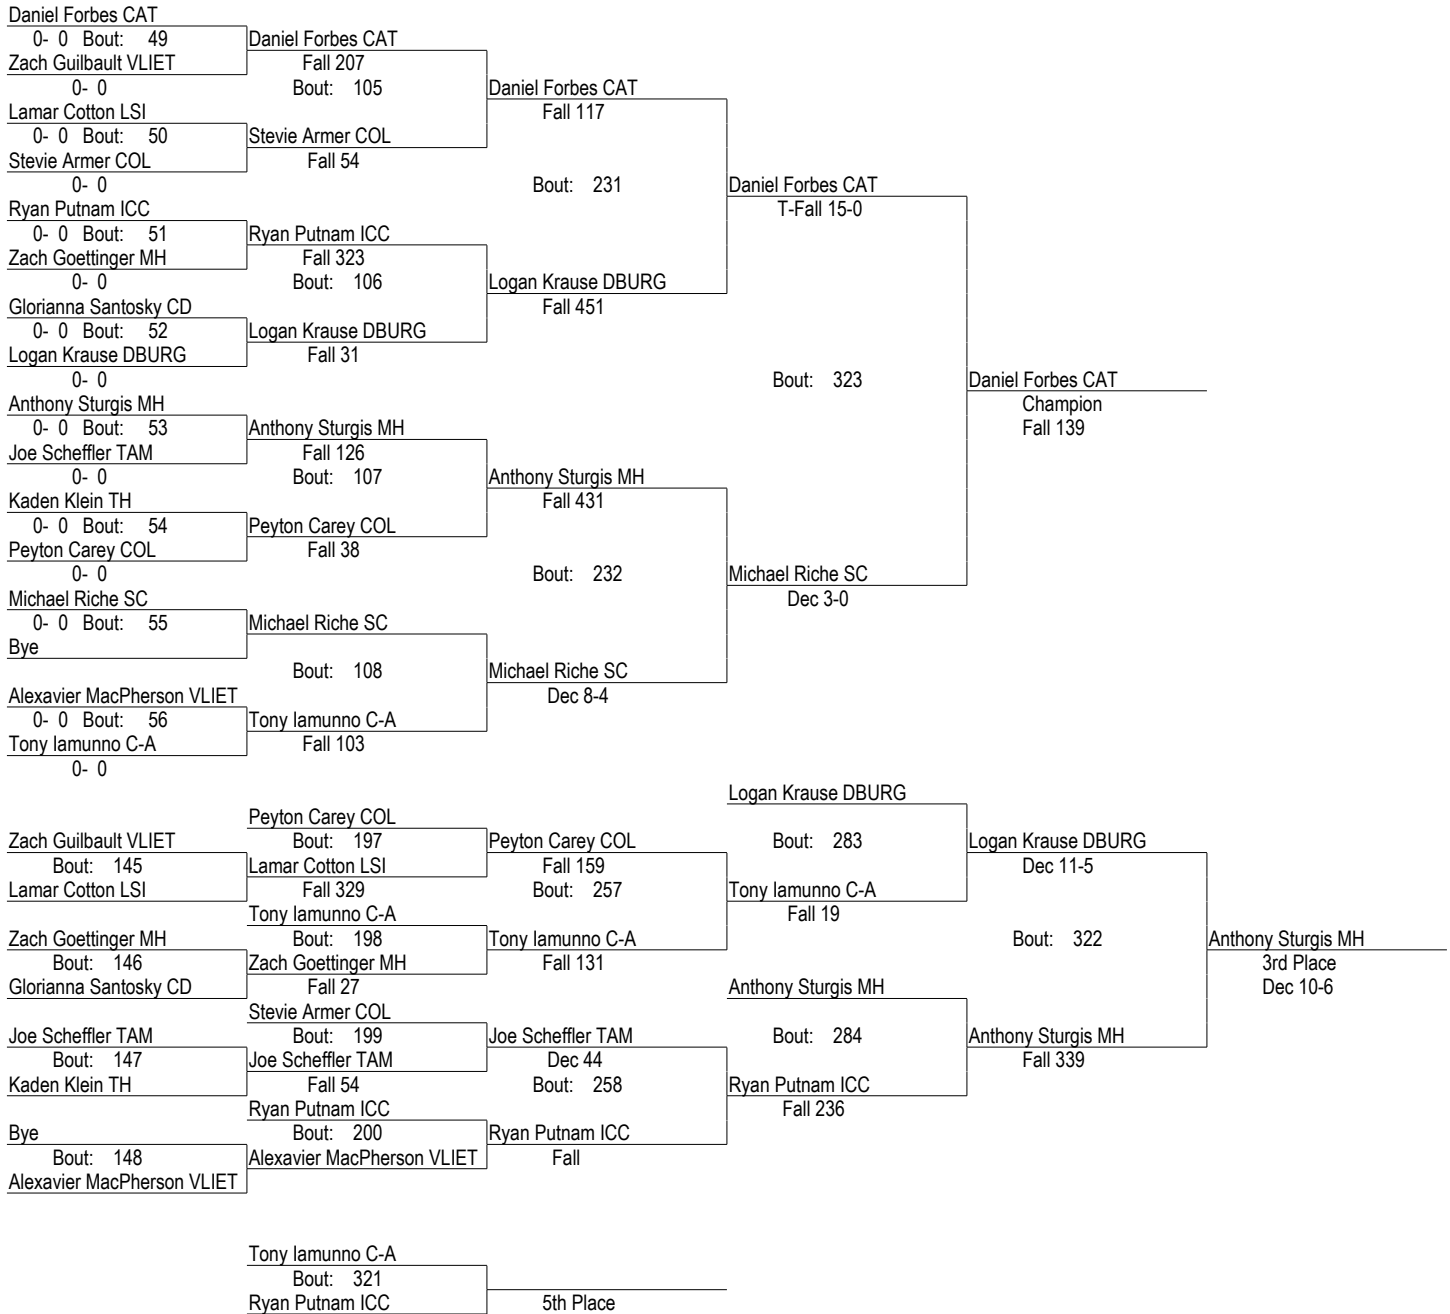 Daniel Forbes CAT
0- 0 Bout: 49
Zach Guilbault VLIET
0- 0
Lamar Cotton LSI
0- 0 Bout: 50
Stevie Armer COL
0- 0
Ryan Putnam ICC
0- 0 Bout: 51
Zach Goettinger MH
0- 0
Glorianna Santosky CD
0- 0 Bout: 52
Logan Krause DBURG
0- 0
Anthony Sturgis MH
0- 0 Bout: 53
Joe Scheffler TAM
0- 0
Kaden Klein TH
0- 0 Bout: 54
Peyton Carey COL
0- 0
Michael Riche SC
0- 0 Bout: 55
Bye
Alexavier MacPherson VLIET
0- 0 Bout: 56
Tony Iamunno C-A
0- 0
Daniel Forbes CAT
Fall 207
Bout: 105
Stevie Armer COL
Fall 54
Ryan Putnam ICC
Fall 323
Bout: 106
Logan Krause DBURG
Fall 31
Anthony Sturgis MH
Fall 126
Bout: 107
Peyton Carey COL
Fall 38
Michael Riche SC
Bout: 108
Tony Iamunno C-A
Fall 103
Daniel Forbes CAT
Fall 117
Bout: 231
Logan Krause DBURG
Fall 451
Anthony Sturgis MH
Fall 431
Bout: 232
Michael Riche SC
Dec 8-4
Daniel Forbes CAT
T-Fall 15-0
Bout: 323
Michael Riche SC
Dec 3-0
Daniel Forbes CAT
Champion
Fall 139
Zach Guilbault VLIET
Bout: 145
Lamar Cotton LSI
Zach Goettinger MH
Bout: 146
Glorianna Santosky CD
Joe Scheffler TAM
Bout: 147
Kaden Klein TH
Bye
Bout: 148
Alexavier MacPherson VLIET
Peyton Carey COL
Bout: 197
Lamar Cotton LSI
Fall 329
Tony Iamunno C-A
Bout: 198
Zach Goettinger MH
Fall 27
Stevie Armer COL
Bout: 199
Joe Scheffler TAM
Fall 54
Ryan Putnam ICC
Bout: 200
Alexavier MacPherson VLIET
Peyton Carey COL
Fall 159
Bout: 257
Tony Iamunno C-A
Fall 131
Joe Scheffler TAM
Dec 44
Bout: 258
Ryan Putnam ICC
Fall
Logan Krause DBURG
Bout: 283
Tony Iamunno C-A
Fall 19
Anthony Sturgis MH
Bout: 284
Ryan Putnam ICC
Fall 236
Logan Krause DBURG
Dec 11-5
Bout: 322
Anthony Sturgis MH
Fall 339
Anthony Sturgis MH
3rd Place
Dec 10-6
Tony Iamunno C-A
Bout: 321
Ryan Putnam ICC
5th Place